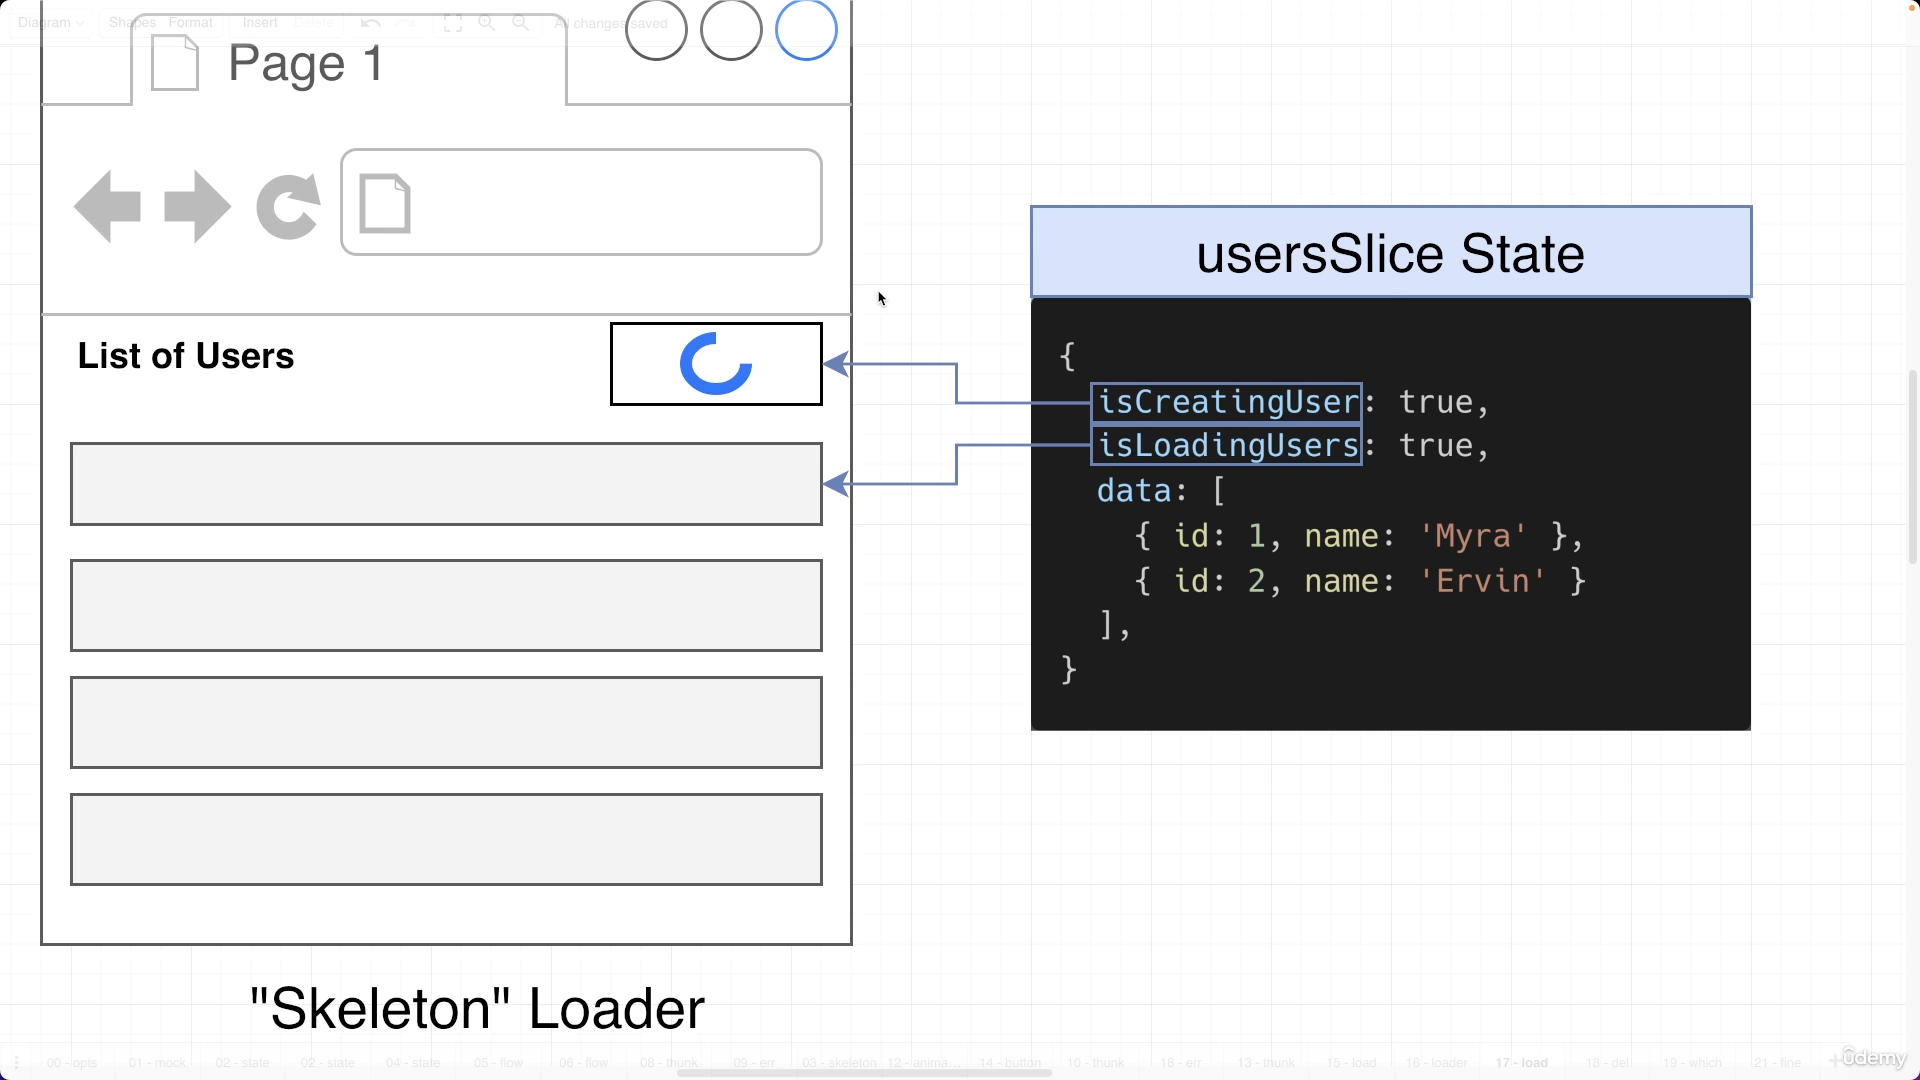 Diagram Shapes Format Insert Delete All changes saved
Page 1
List of Users
usersSlice State
{
isCreatingUser: true,
isLoadingUsers: true,
data: [
{ id: 1, name: 'Myra' },
{ id: 2, name: 'Ervin' }
],
}
"Skeleton" Loader
00 - opts 01 - mock 02 - state 02 - state 04 - state 05 - flow 06 - flow 08 - thunk 09 - err 03 - skeleton 12 - anima... 14 - button 10 - thunk 18 - err 13 - thunk 15 - load 16 - loader 17 - load 18 - del 19 - which 21 - fine
ûdemy